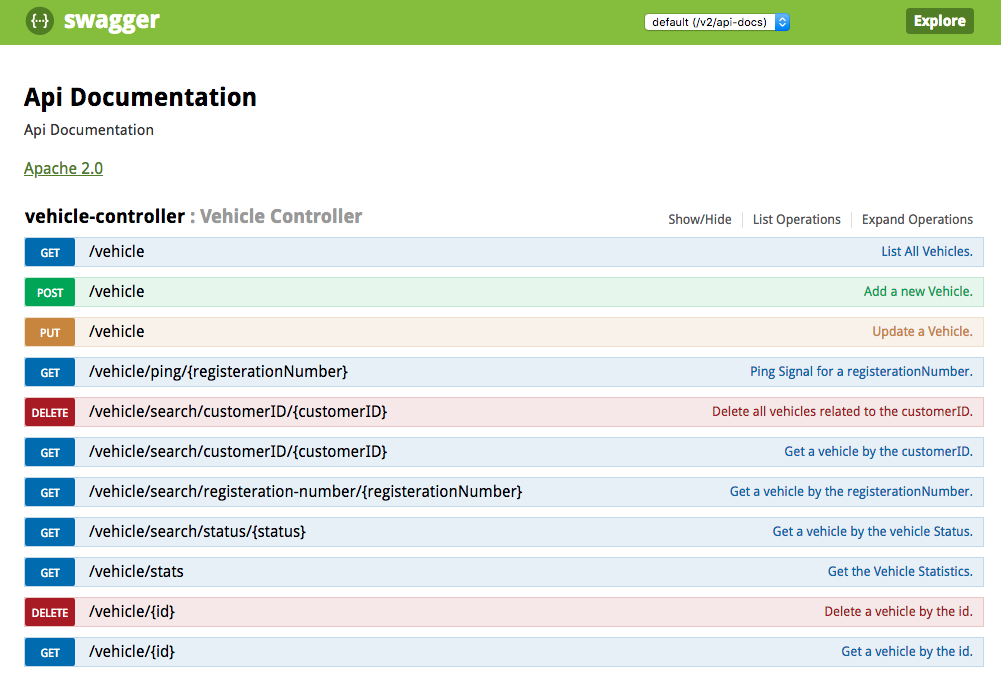 {··} swagger default (/v2/api-docs) Explore
Api Documentation
Api Documentation
Apache 2.0
vehicle-controller : Vehicle Controller Show/Hide List Operations Expand Operations
GET /vehicle List All Vehicles.
POST /vehicle Add a new Vehicle.
PUT /vehicle Update a Vehicle.
GET /vehicle/ping/{registerationNumber} Ping Signal for a registerationNumber.
DELETE /vehicle/search/customerID/{customerID} Delete all vehicles related to the customerID.
GET /vehicle/search/customerID/{customerID} Get a vehicle by the customerID.
GET /vehicle/search/registeration-number/{registerationNumber} Get a vehicle by the registerationNumber.
GET /vehicle/search/status/{status} Get a vehicle by the vehicle Status.
GET /vehicle/stats Get the Vehicle Statistics.
DELETE /vehicle/{id} Delete a vehicle by the id.
GET /vehicle/{id} Get a vehicle by the id.